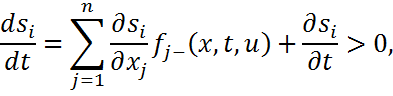 ds_i/dt = ∑_{j=1}^{n} ∂s_i/∂x_j f_{j−}(x, t, u) + ∂s_i/∂t > 0,